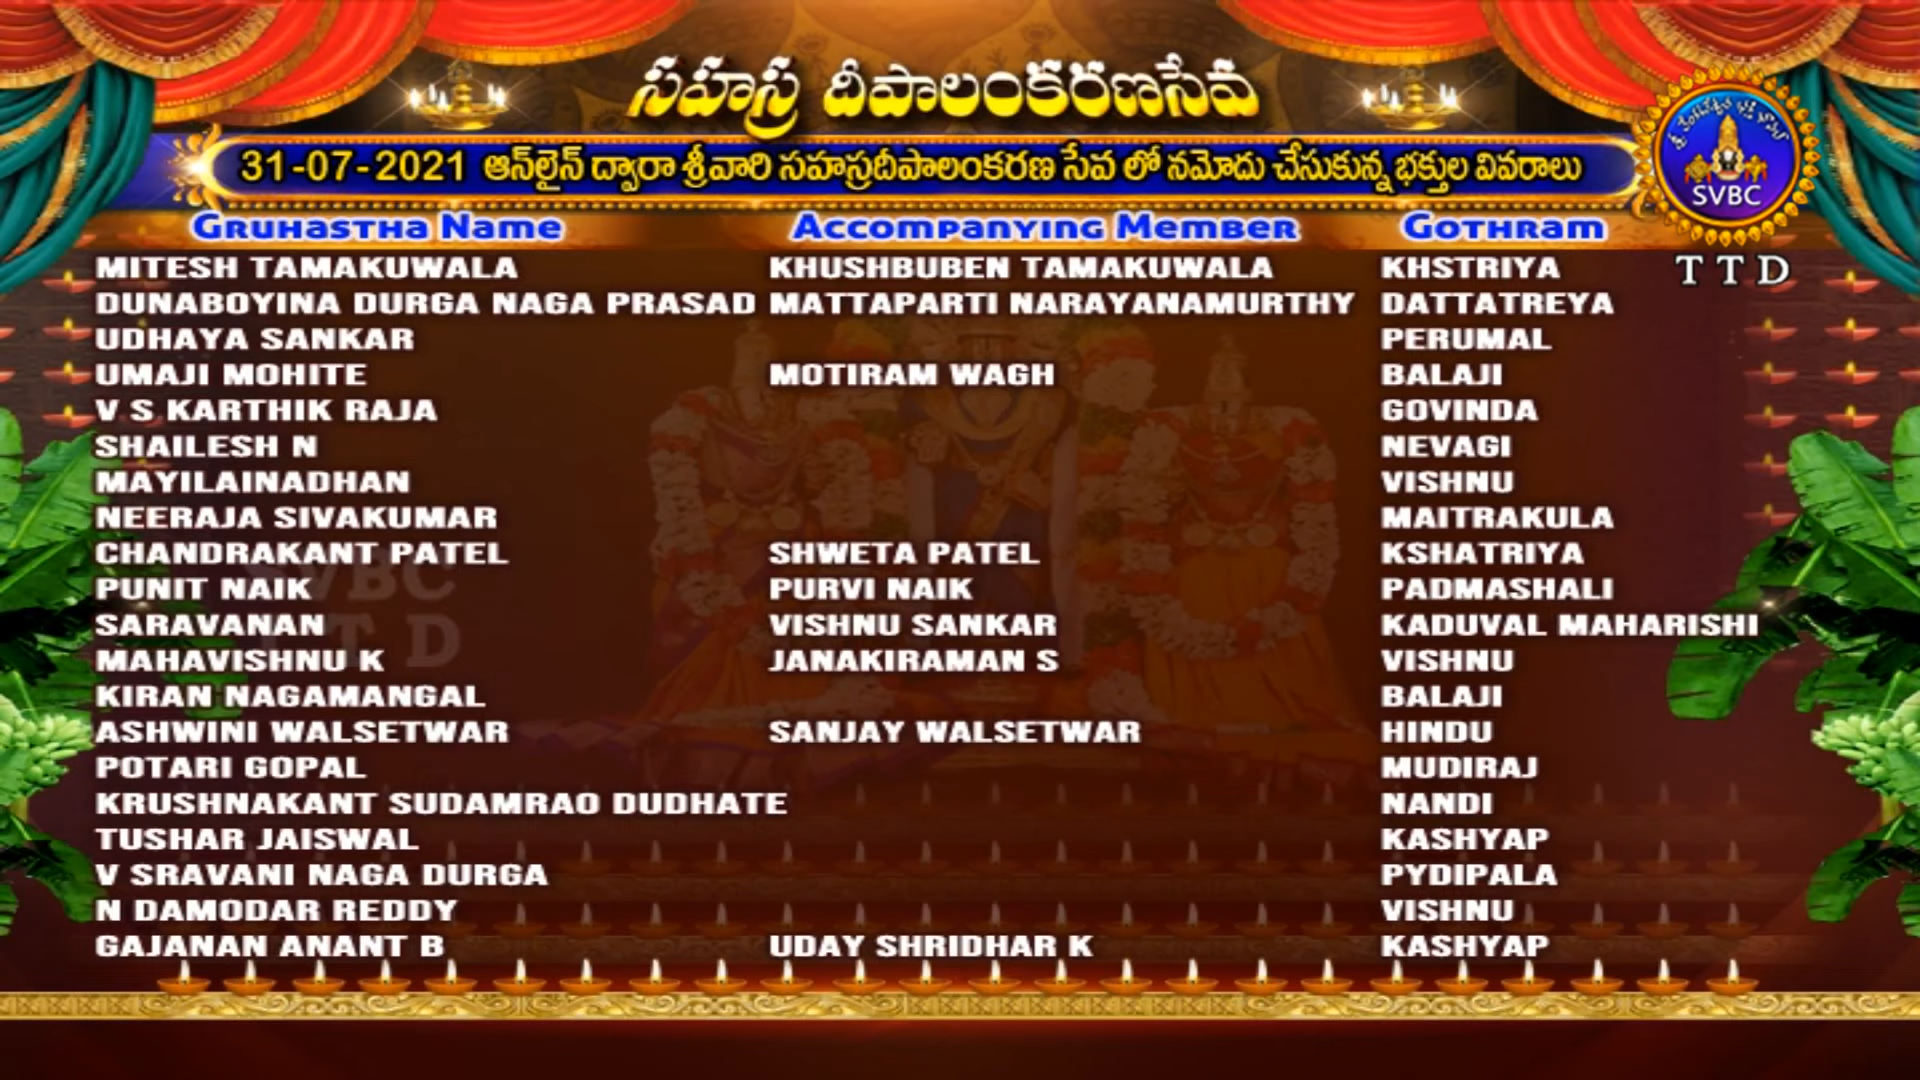 సహస్ర దీపాలంకరణసేవ
31-07-2021 ఆన్‌లైన్ ద్వారా శ్రీవారి సహస్రదీపాలంకరణ సేవ లో నమోదు చేసుకున్న భక్తుల వివరాలు
శ్రీ వేంకటేశ్వర భక్తి ఛానల్
SVBC
TTD
Gruhastha Name Accompanying Member Gothram
MITESH TAMAKUWALA KHUSHBUBEN TAMAKUWALA KHSTRIYA
DUNABOYINA DURGA NAGA PRASAD MATTAPARTI NARAYANAMURTHY DATTATREYA
UDHAYA SANKAR PERUMAL
UMAJI MOHITE MOTIRAM WAGH BALAJI
V S KARTHIK RAJA GOVINDA
SHAILESH N NEVAGI
MAYILAINADHAN VISHNU
NEERAJA SIVAKUMAR MAITRAKULA
CHANDRAKANT PATEL SHWETA PATEL KSHATRIYA
PUNIT NAIK PURVI NAIK PADMASHALI
SARAVANAN VISHNU SANKAR KADUVAL MAHARISHI
MAHAVISHNU K JANAKIRAMAN S VISHNU
KIRAN NAGAMANGAL BALAJI
ASHWINI WALSETWAR SANJAY WALSETWAR HINDU
POTARI GOPAL MUDIRAJ
KRUSHNAKANT SUDAMRAO DUDHATE NANDI
TUSHAR JAISWAL KASHYAP
V SRAVANI NAGA DURGA PYDIPALA
N DAMODAR REDDY VISHNU
GAJANAN ANANT B UDAY SHRIDHAR K KASHYAP